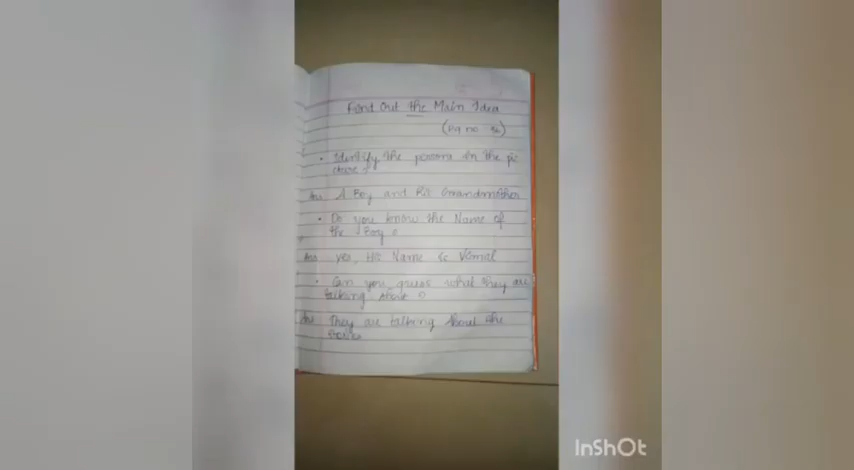 Find Out the Main Idea
(Pg no
• Identify the persons in the pic
ture ?
Ans A Boy and his Grandmother
• Do you know the Name of
the Boy ?
Ans yes, His Name is Vimal
• Can you guess what they are
talking about ?
Ans They are talking About the
InShOt